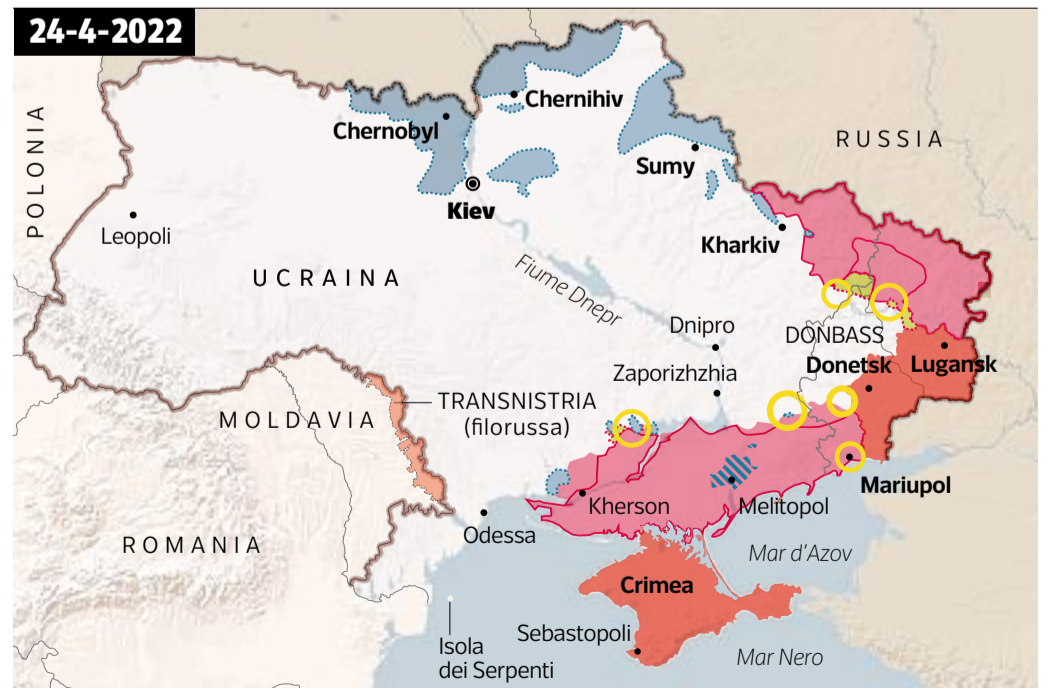 24-4-2022
POLONIA
Chernihiv
Chernobyl
RUSSIA
Sumy
Kiev
Leopoli
Kharkiv
UCRAINA
Fiume Dnepr
Dnipro
DONBASS
Zaporizhzhia
Donetsk
Lugansk
TRANSNISTRIA
(filorussa)
MOLDAVIA
Mariupol
Kherson
Melitopol
Odessa
ROMANIA
Mar d'Azov
Crimea
Sebastopoli
Isola
dei Serpenti
Mar Nero